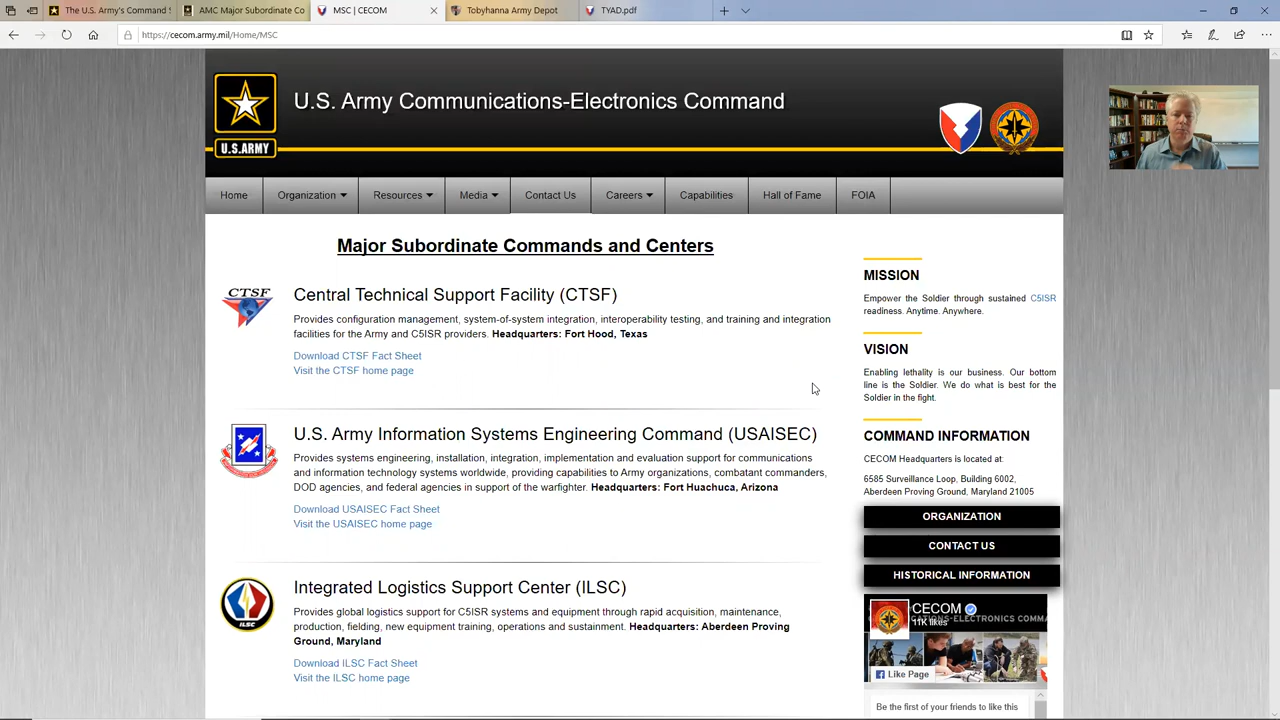 The U.S. Army's Command
AMC Major Subordinate Co
MSC | CECOM
Tobyhanna Army Depot
TYAD.pdf
https://cecom.army.mil/Home/MSC
U.S. Army Communications-Electronics Command
U.S.ARMY
Home
Organization
Resources
Media
Contact Us
Careers
Capabilities
Hall of Fame
FOIA
Major Subordinate Commands and Centers
CTSF
Central Technical Support Facility (CTSF)
Provides configuration management, system-of-system integration, interoperability testing, and training and integration
facilities for the Army and C5ISR providers. Headquarters: Fort Hood, Texas
Download CTSF Fact Sheet
Visit the CTSF home page
U.S. Army Information Systems Engineering Command (USAISEC)
Provides systems engineering, installation, integration, implementation and evaluation support for communications
and information technology systems worldwide, providing capabilities to Army organizations, combatant commanders,
DOD agencies, and federal agencies in support of the warfighter. Headquarters: Fort Huachuca, Arizona
Download USAISEC Fact Sheet
Visit the USAISEC home page
ILSC
Integrated Logistics Support Center (ILSC)
Provides global logistics support for C5ISR systems and equipment through rapid acquisition, maintenance,
production, fielding, new equipment training, operations and sustainment. Headquarters: Aberdeen Proving
Ground, Maryland
Download ILSC Fact Sheet
Visit the ILSC home page
MISSION
Empower the Soldier through sustained C5ISR
readiness. Anytime. Anywhere.
VISION
Enabling lethality is our business. Our bottom
line is the Soldier. We do what is best for the
Soldier in the fight.
COMMAND INFORMATION
CECOM Headquarters is located at:
6585 Surveillance Loop, Building 6002,
Aberdeen Proving Ground, Maryland 21005
ORGANIZATION
CONTACT US
HISTORICAL INFORMATION
CECOM
11K likes
Like Page
Be the first of your friends to like this